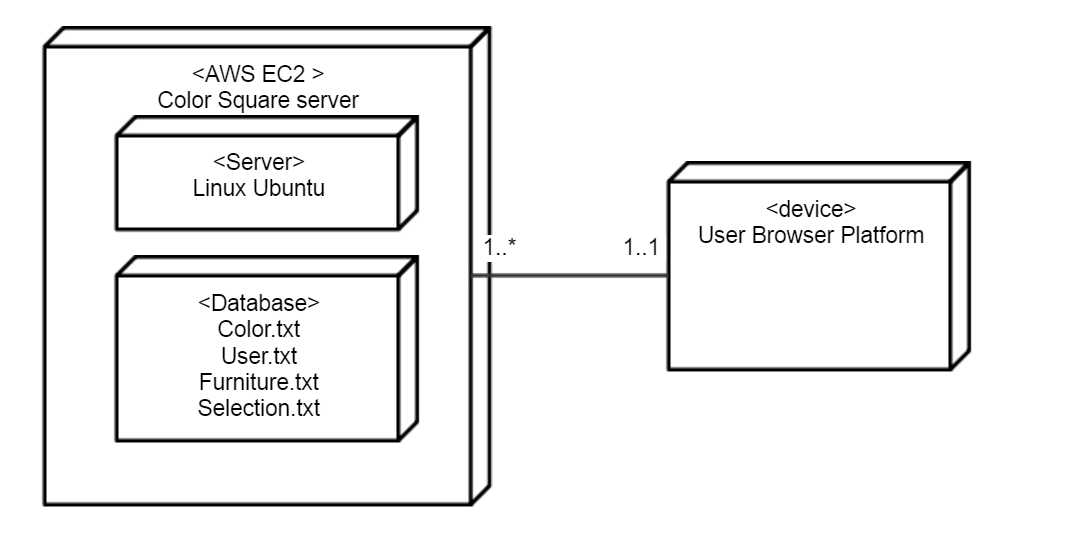 <AWS EC2 >
Color Square server
<Server>
Linux Ubuntu
<Database>
Color.txt
User.txt
Furniture.txt
Selection.txt
1..*
1..1
<device>
User Browser Platform